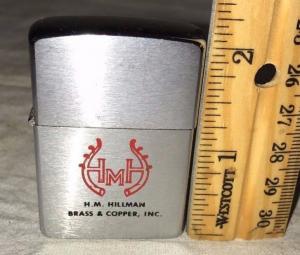 HMH
H.M. HILLMAN
BRASS & COPPER, INC.
2
1
WESTCOTT
26
27
28
29
30